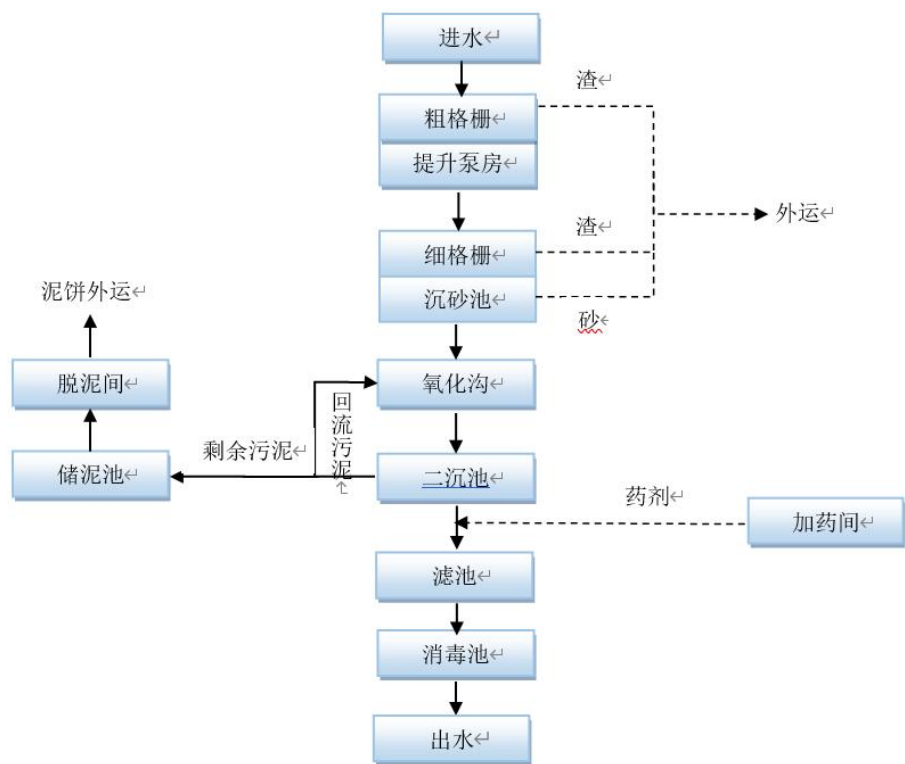 进水
渣
粗格栅
提升泵房
外运
渣
细格栅
沉砂池
砂
泥饼外运
脱泥间
氧化沟
回流污泥
剩余污泥
储泥池
二沉池
药剂
加药间
滤池
消毒池
出水